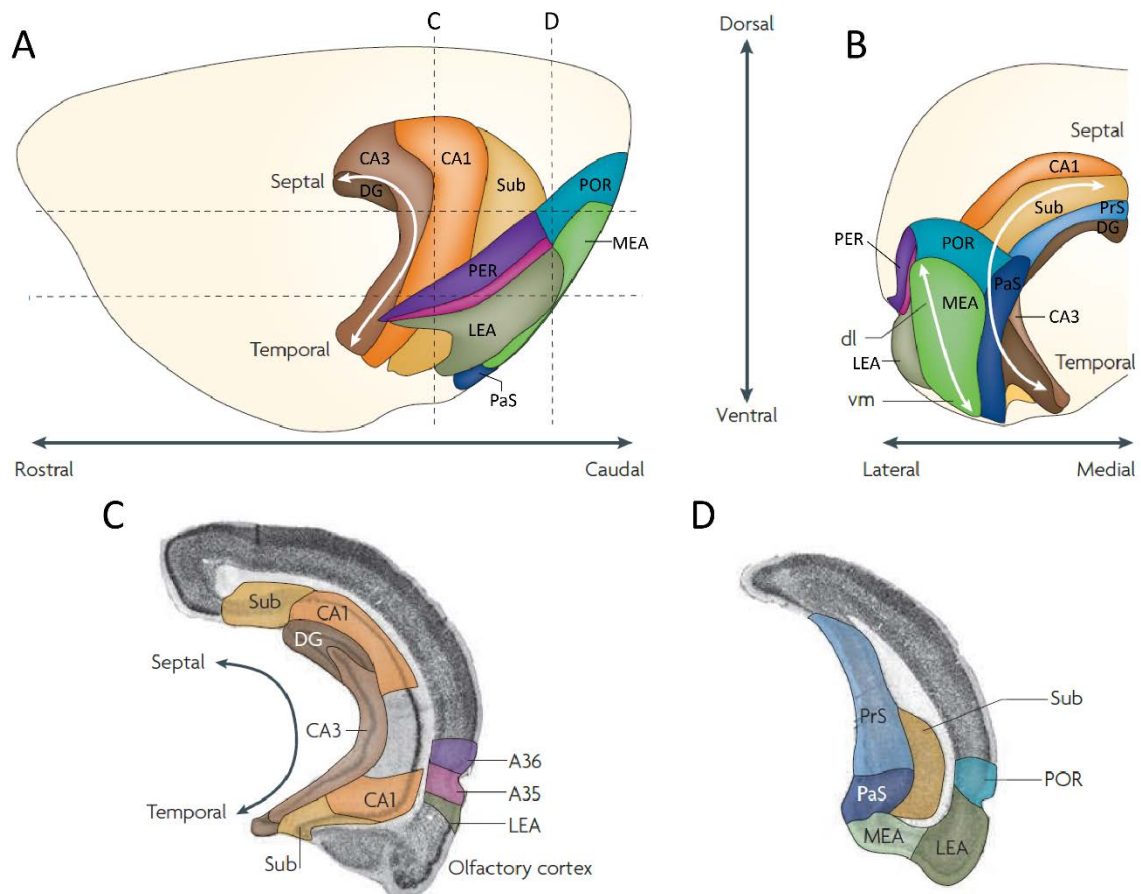 A
C
D
CA3
CA1
Septal
DG
Sub
POR
MEA
PER
LEA
Temporal
PaS
Rostral
Caudal
Dorsal
Ventral
B
Septal
CA1
Sub
PrS
DG
PER
POR
PaS
MEA
CA3
dl
LEA
Temporal
vm
Lateral
Medial
C
Sub
CA1
DG
Septal
CA3
A36
A35
Temporal
CA1
LEA
Sub
Olfactory cortex
D
Sub
PrS
POR
PaS
MEA
LEA